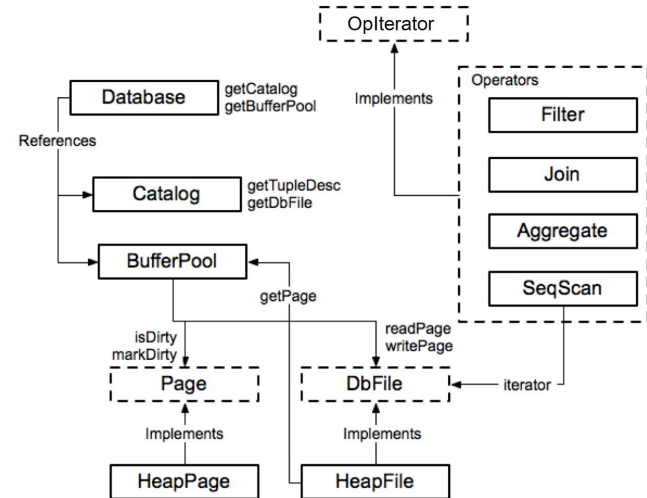 OpIterator
Operators
Database
getCatalog
getBufferPool
Implements
Filter
References
Join
Catalog
getTupleDesc
getDbFile
Aggregate
BufferPool
SeqScan
getPage
isDirty
markDirty
readPage
writePage
Page
DbFile
iterator
Implements
Implements
HeapPage
HeapFile